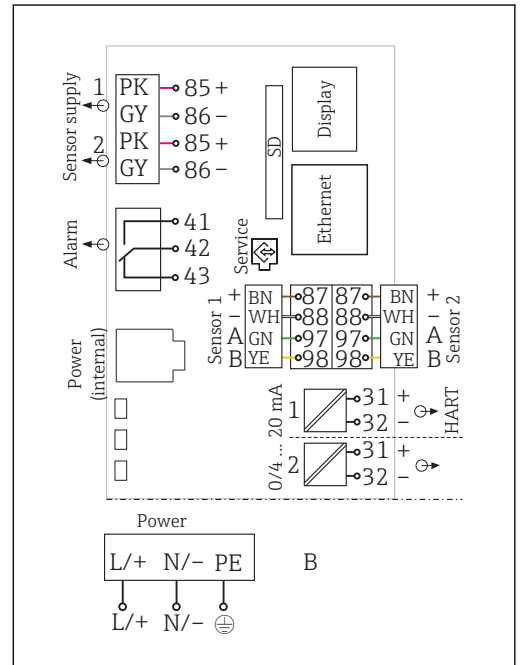 Sensor supply
1 PK 85 +
GY 86 –
2 PK 85 +
GY 86 –
Display
SD
Ethernet
Alarm
41
42
43
Service
Sensor 1
+ BN 87 87 BN +
– WH 88 88 WH –
A GN 97 97 GN A
B YE 98 98 YE B
Sensor 2
Power
(internal)
0/4 ... 20 mA
1 31 +
32 –
HART
2 31 +
32 –
Power
L/+ N/– PE
B
L/+ N/–